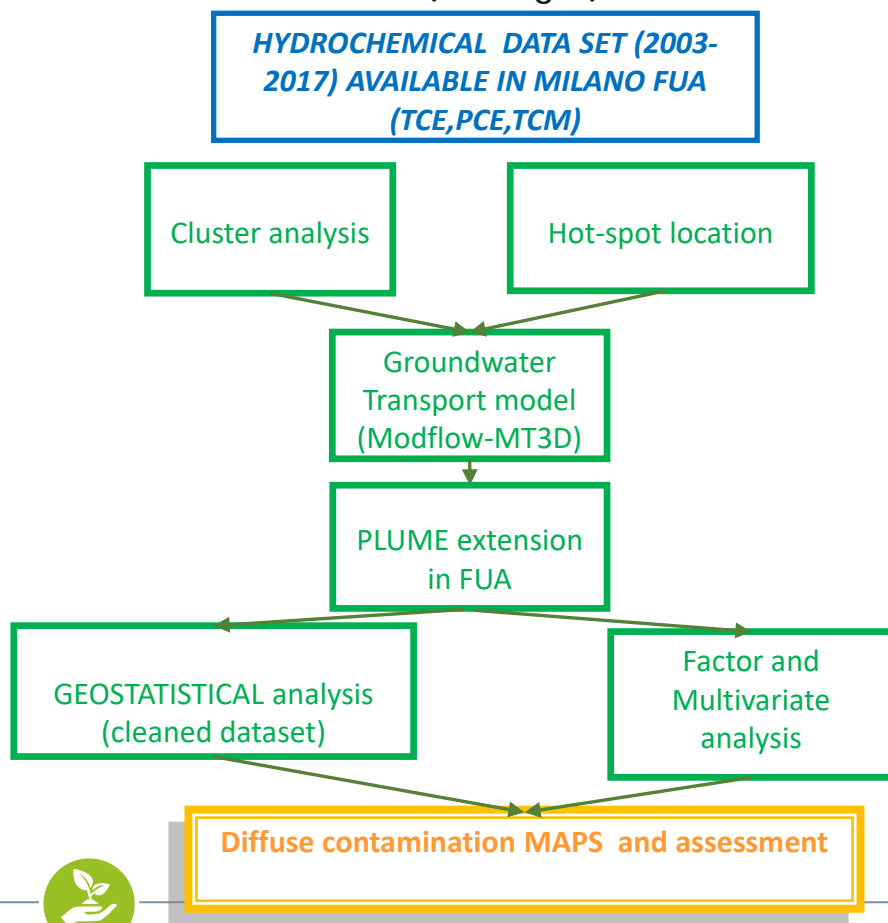 HYDROCHEMICAL DATA SET (2003-
2017) AVAILABLE IN MILANO FUA
(TCE,PCE,TCM)
Cluster analysis
Hot-spot location
Groundwater
Transport model
(Modflow-MT3D)
PLUME extension
in FUA
GEOSTATISTICAL analysis
(cleaned dataset)
Factor and
Multivariate
analysis
Diffuse contamination MAPS and assessment